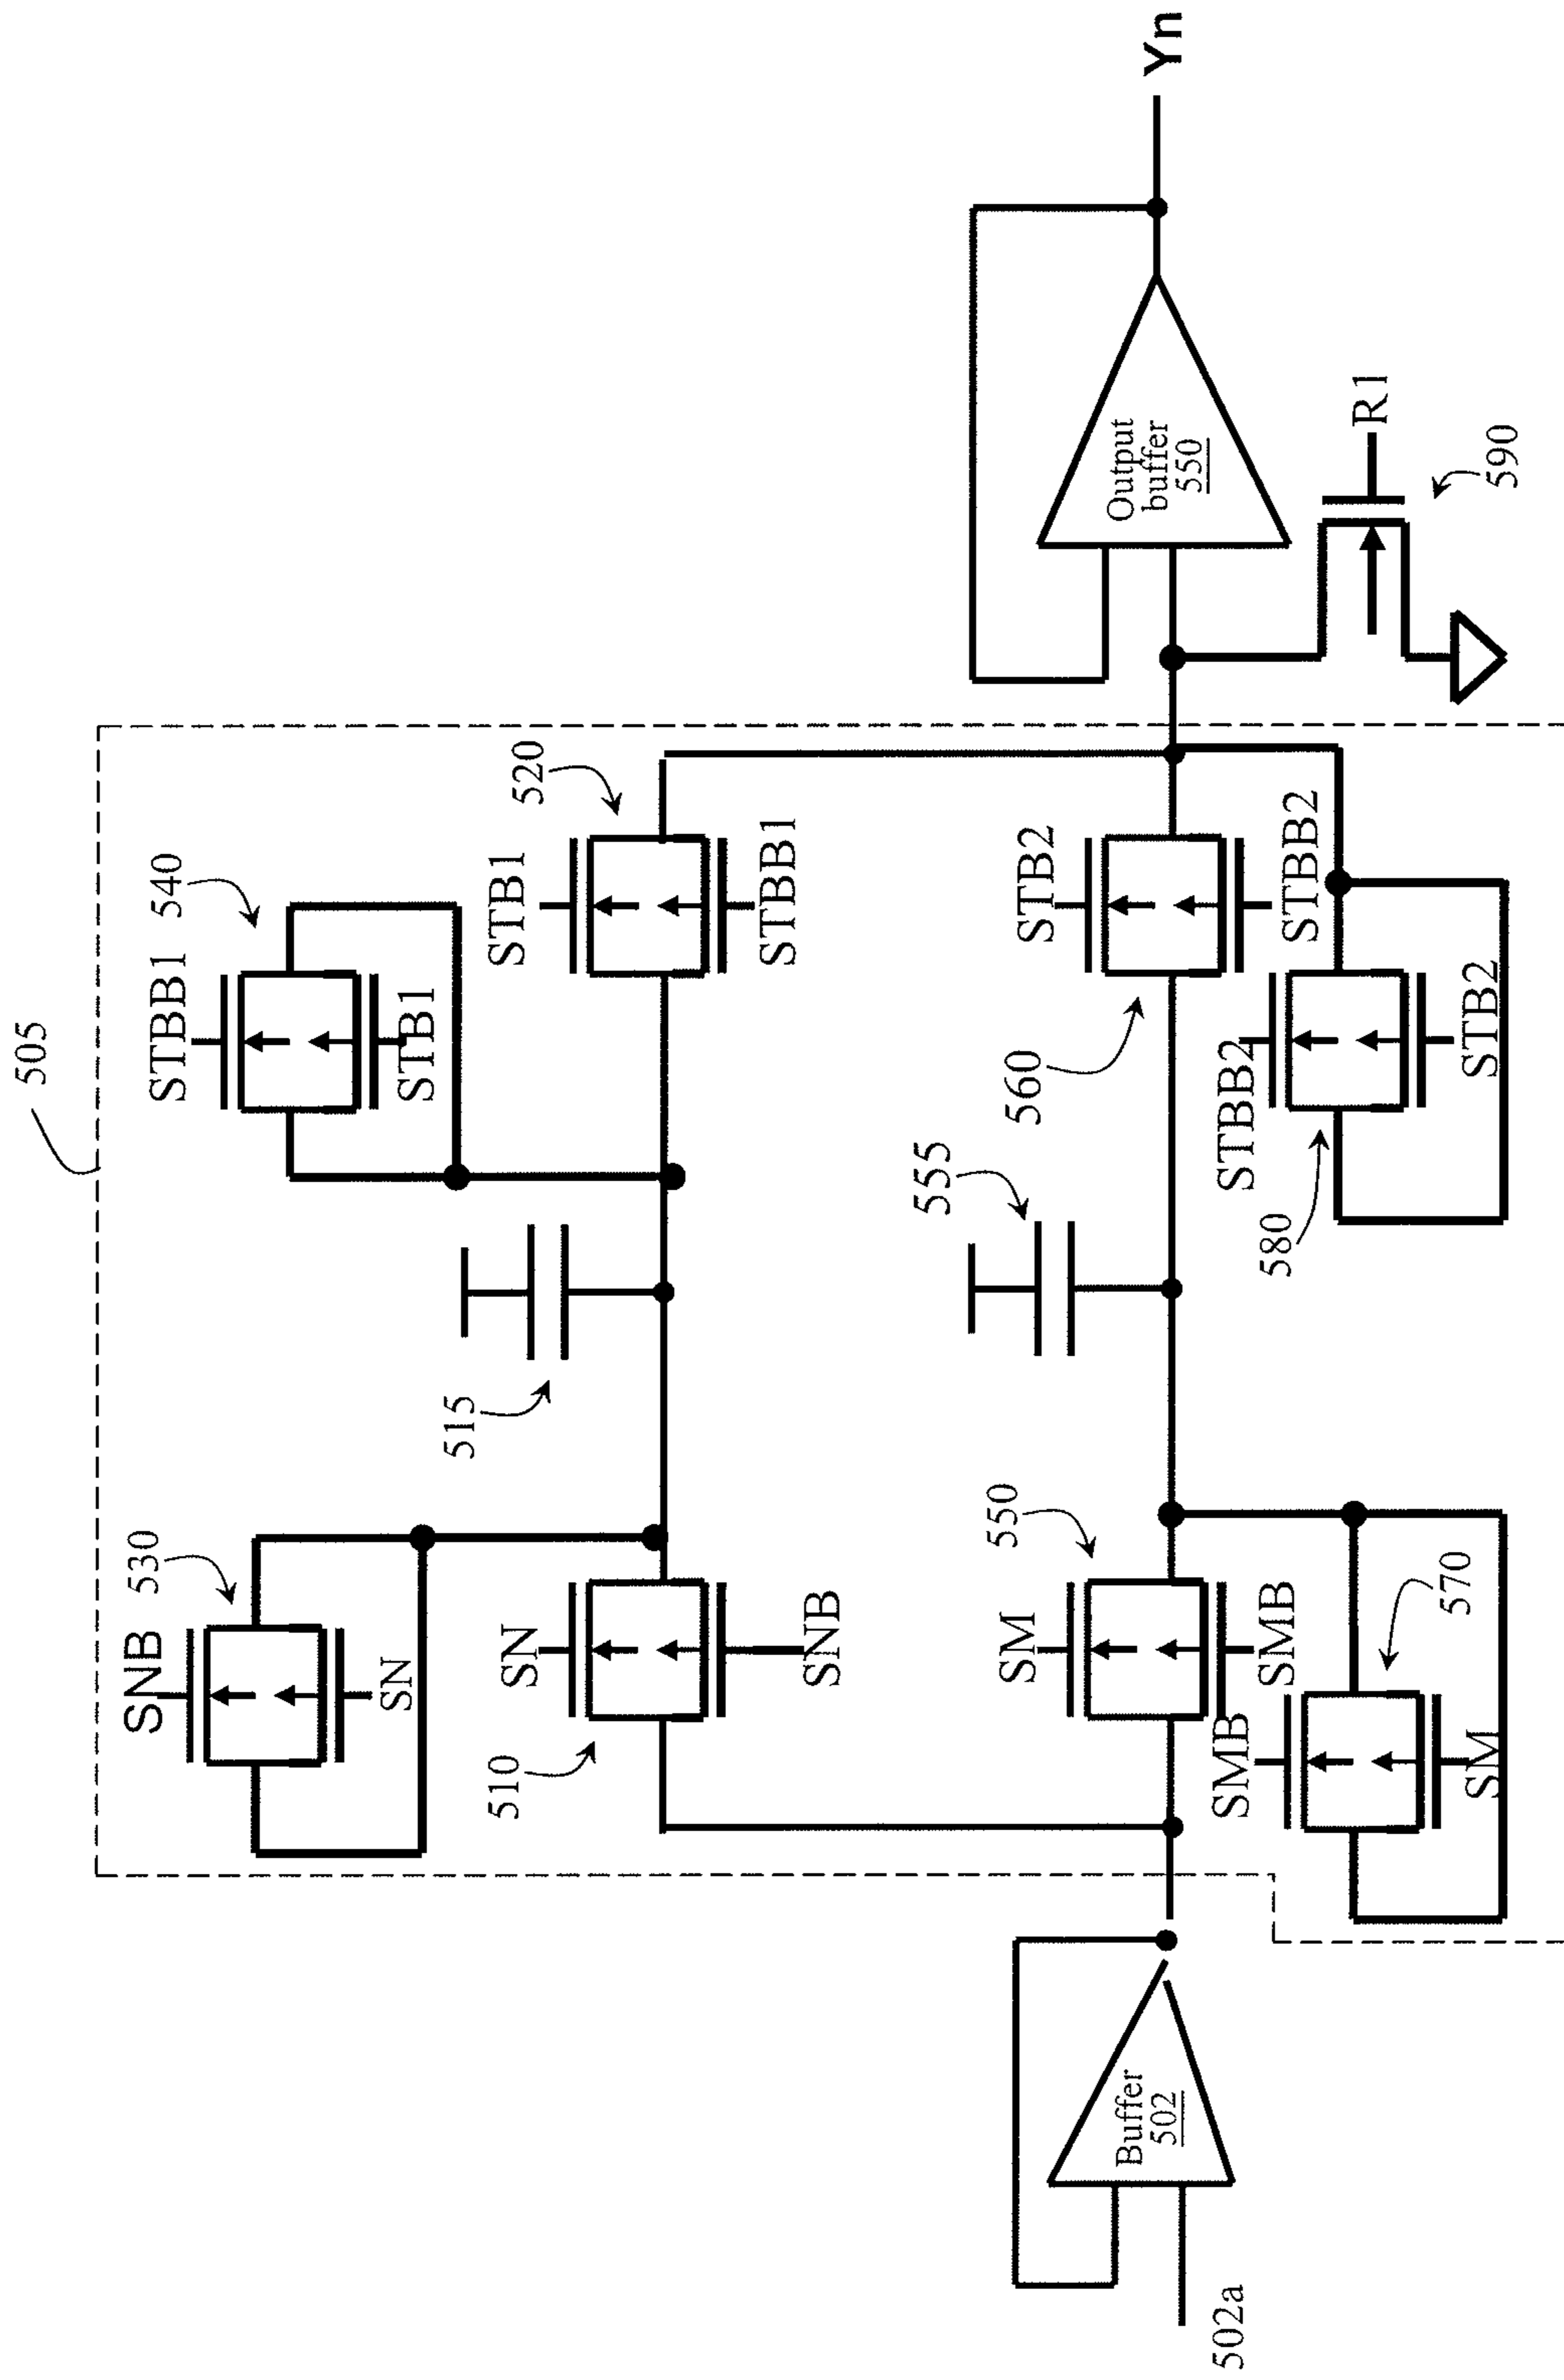 505
STBB1
540
STB1
SNB
530
SN
STB1
520
STBB1
515
SN
510
SNB
555
STB2
560
STBB2
SM
550
SMB
STBB2
580
STB2
SMB
570
SM
Buffer
502
502a
Output
buffer
550
Yn
R1
590